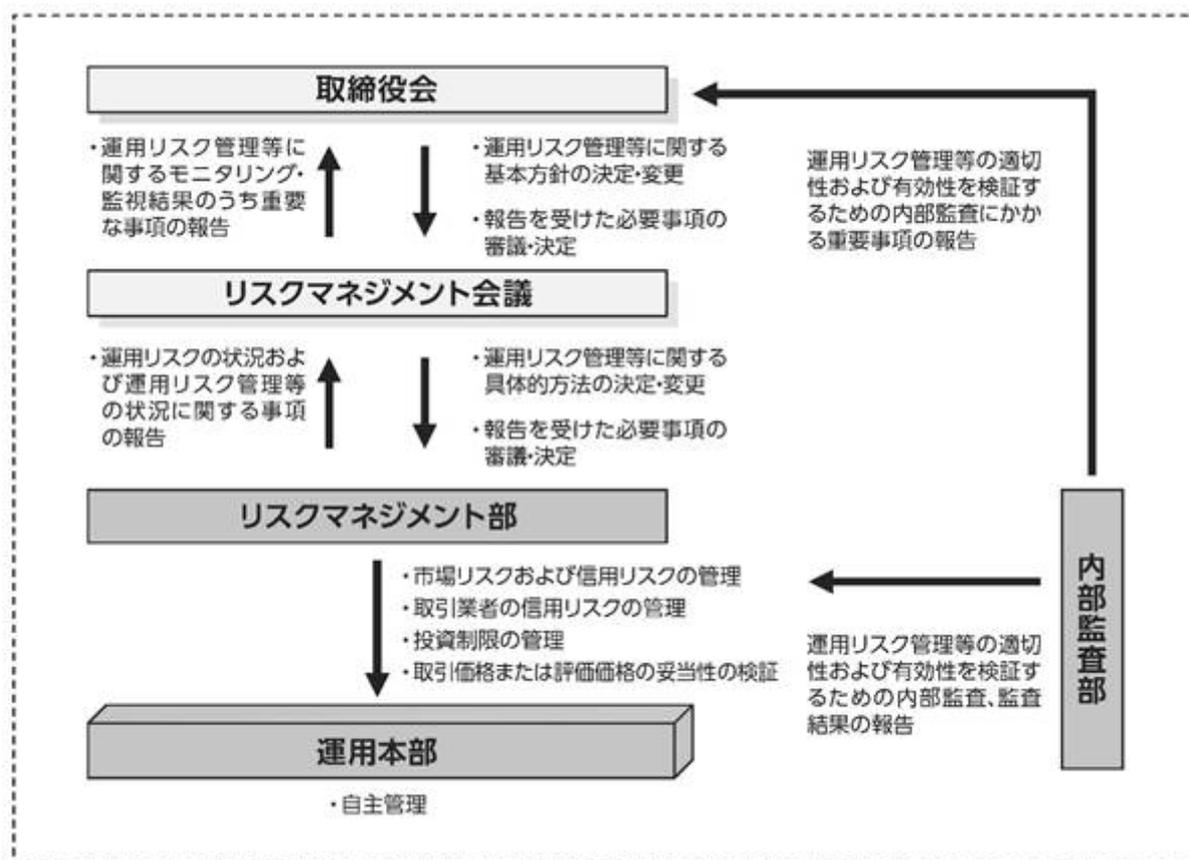 取締役会
・運用リスク管理等に
関するモニタリング・
監視結果のうち重要
な事項の報告
・運用リスク管理等に関する
基本方針の決定・変更
・報告を受けた必要事項の
審議・決定
運用リスク管理等の適切
性および有効性を検証す
るための内部監査にかか
る重要事項の報告
リスクマネジメント会議
・運用リスクの状況およ
び運用リスク管理等
の状況に関する事項
の報告
・運用リスク管理等に関する
具体的方法の決定・変更
・報告を受けた必要事項の
審議・決定
リスクマネジメント部
・市場リスクおよび信用リスクの管理
・取引業者の信用リスクの管理
・投資制限の管理
・取引価格または評価価格の妥当性の検証
内部監査部
運用リスク管理等の適切
性および有効性を検証す
るための内部監査、監査
結果の報告
運用本部
・自主管理